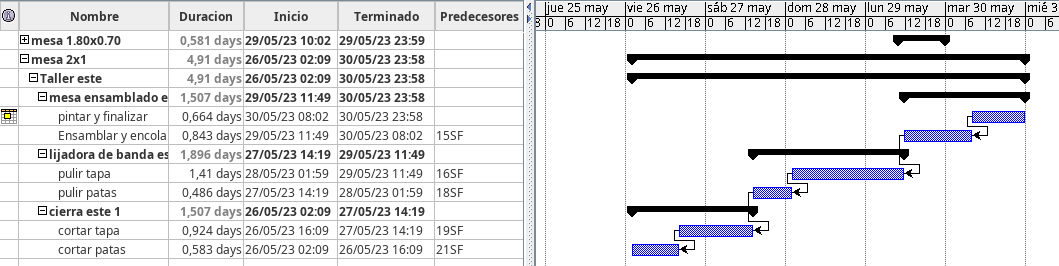 Nombre Duracion Inicio Terminado Predecesores
jue 25 may vie 26 may sáb 27 may dom 28 may lun 29 may mar 30 may mié 3
8 0 6 12 18 0 6 12 18 0 6 12 18 0 6 12 18 0 6 12 18 0 6 12 18 0
mesa 1.80x0.70 0,581 days 29/05/23 10:02 29/05/23 23:59
mesa 2x1 4,91 days 26/05/23 02:09 30/05/23 23:58
Taller este 4,91 days 26/05/23 02:09 30/05/23 23:58
mesa ensamblado e 1,507 days 29/05/23 11:49 30/05/23 23:58
pintar y finalizar 0,664 days 30/05/23 08:02 30/05/23 23:58
Ensamblar y encola 0,843 days 29/05/23 11:49 30/05/23 08:02 15SF
lijadora de banda es 1,896 days 27/05/23 14:19 29/05/23 11:49
pulir tapa 1,41 days 28/05/23 01:59 29/05/23 11:49 16SF
pulir patas 0,486 days 27/05/23 14:19 28/05/23 01:59 18SF
cierra este 1 1,507 days 26/05/23 02:09 27/05/23 14:19
cortar tapa 0,924 days 26/05/23 16:09 27/05/23 14:19 19SF
cortar patas 0,583 days 26/05/23 02:09 26/05/23 16:09 21SF